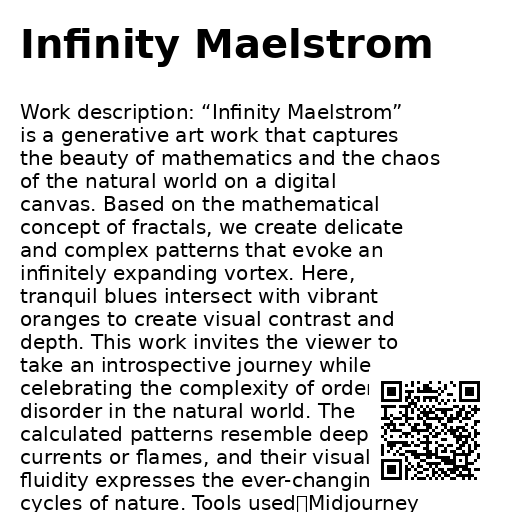 Infinity Maelstrom
Work description: “Infinity Maelstrom”
is a generative art work that captures
the beauty of mathematics and the chaos
of the natural world on a digital
canvas. Based on the mathematical
concept of fractals, we create delicate
and complex patterns that evoke an
infinitely expanding vortex. Here,
tranquil blues intersect with vibrant
oranges to create visual contrast and
depth. This work invites the viewer to
take an introspective journey while
celebrating the complexity of order
disorder in the natural world. The
calculated patterns resemble deep
currents or flames, and their visual
fluidity expresses the ever-changin
cycles of nature. Tools used▯Midjourney